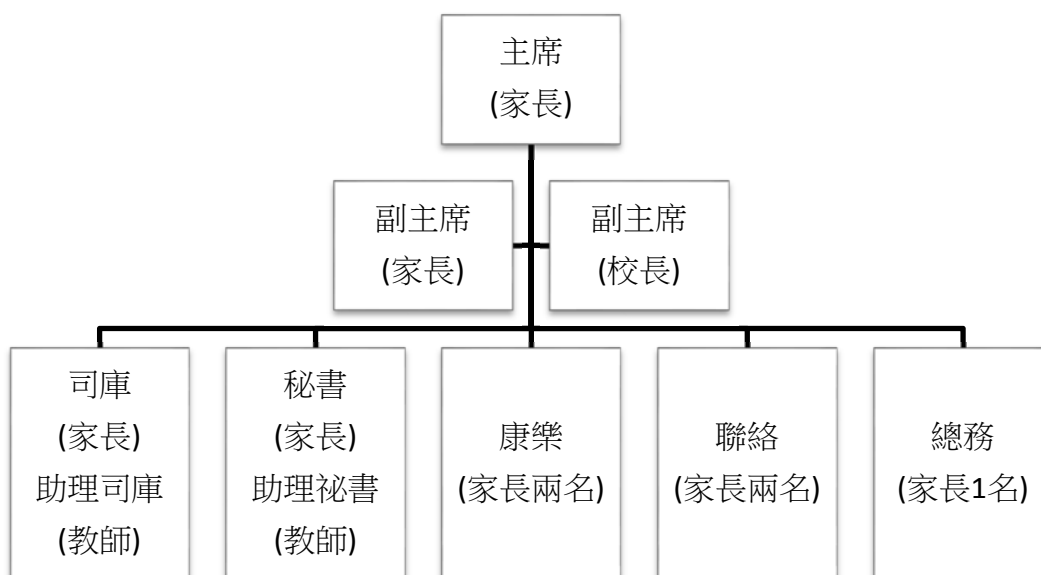 主席
(家長)
副主席
(家長)
副主席
(校長)
司庫
(家長)
助理司庫
(教師)
秘書
(家長)
助理祕書
(教師)
康樂
(家長兩名)
聯絡
(家長兩名)
總務
(家長1名)